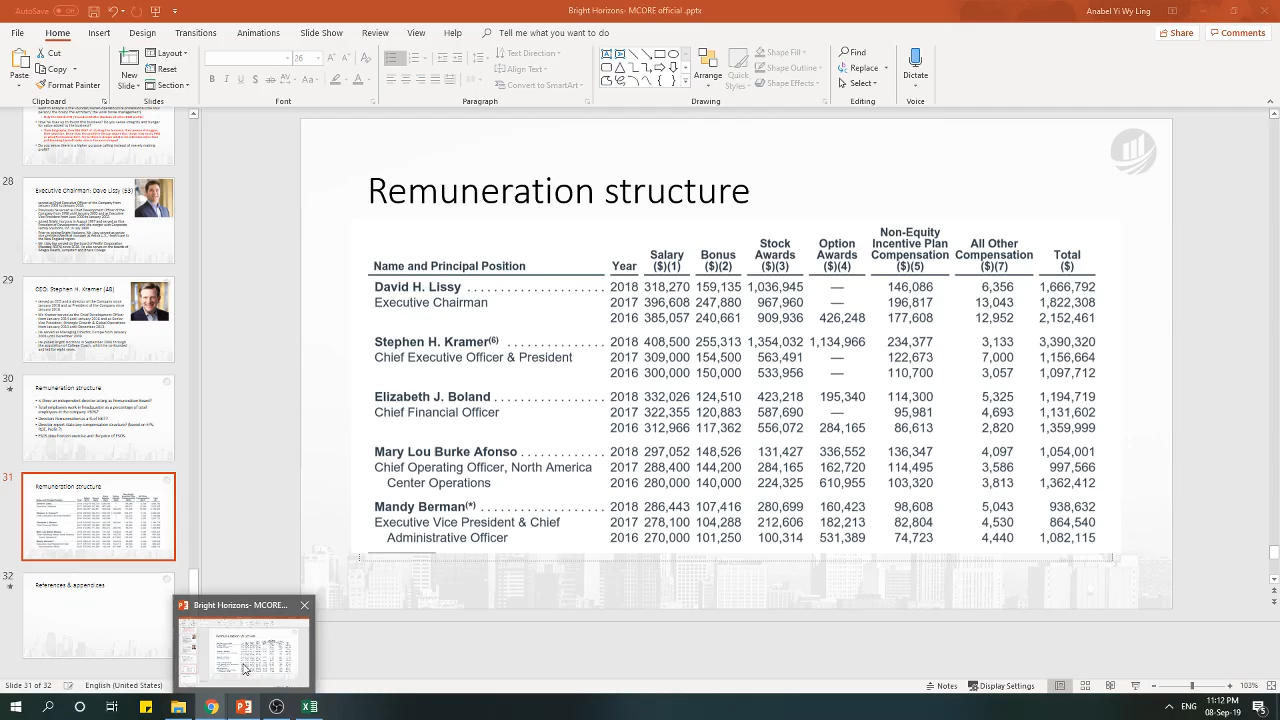 Bright Horizons- MCORE
File Home Insert Design Transitions Animations Slide Show Review View Help Tell me what you want to do Share Comments
Paste Cut Copy Format Painter New Slide Layout Reset Section 26 Text Direction Align Text Convert to SmartArt Arrange Quick Styles Shape Fill Shape Outline Shape Effects Find Replace Select Dictate
Clipboard Slides Font Paragraph Drawing Editing Voice
28
Executive Chairman: Dave Lissy (53)
29
CEO: Stephen H. Kramer (48)
30
Remuneration structure
31
Remuneration structure
32
References & appendices
Remuneration structure
Name and Principal Position Year Salary ($)(1) Bonus ($)(2) Stock Awards ($)(3) Option Awards ($)(4) Non-Equity Incentive Plan Compensation ($)(5) All Other Compensation ($)(7) Total ($)
David H. Lissy 2018 318,270 159,135 1,036,945 — 146,086 6,356 1,666,792
Executive Chairman 2017 396,608 247,880 967,960 — 196,817 13,043 1,822,308
2016 385,057 240,661 909,938 426,248 177,605 12,952 2,152,461
Stephen H. Kramer(6) 2018 408,500 255,313 1,354,032 1,134,966 234,377 3,133 3,390,320
Chief Executive Officer & President 2017 309,000 154,500 563,491 — 122,673 7,000 1,156,664
2016 300,000 150,000 533,956 — 110,700 3,057 1,097,712
Elizabeth J. Boland 2018 332,026 124,510 423,218 195,340 114,300 5,325 1,194,719
Chief Financial Officer 2017 322,355 120,883 587,690 — 95,981 4,693 1,131,602
2016 312,966 117,362 556,072 284,165 86,613 2,820 1,359,999
Mary Lou Burke Afonso 2018 297,052 148,526 131,427 336,552 136,347 4,097 1,054,001
Chief Operating Officer, North America 2017 288,400 144,200 284,165 162,720 114,495 3,586 997,566
Center Operations 2016 280,000 140,000 224,325 610,955 103,320 3,813 1,362,412
Mandy Berman 2018 286,443 107,416 98,608 5,043 938,632
Executive Vice President & Chief 2017 278,100 104,288 82,213 4,539 864,540
Administrative Officer 2016 270,000 101,250 100,314 531,389 74,723 4,440 1,082,115
Bright Horizons- MCORE...
Slide 31 of 32 English (United States) Notes Display Settings 103%
ENG 11:12 PM
08-Sep-19